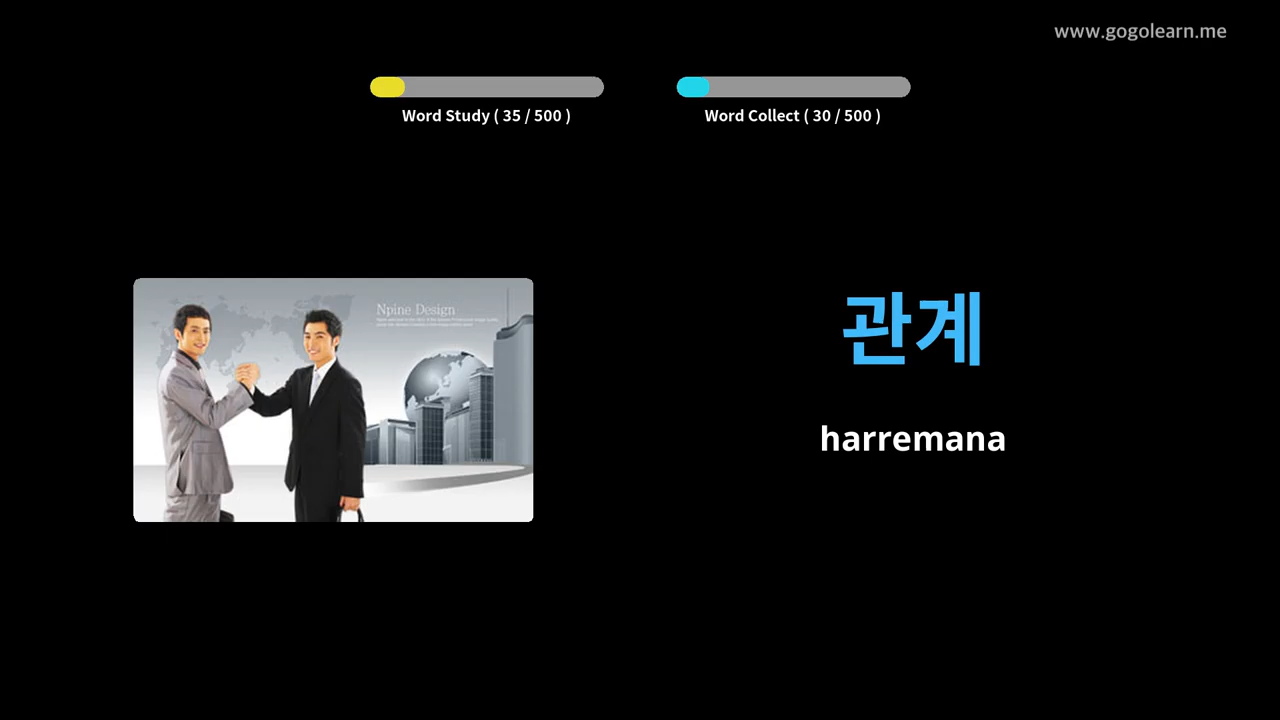 www.gogolearn.me
Word Study ( 35 / 500 )
Word Collect ( 30 / 500 )
Npine Design
관계
harremana